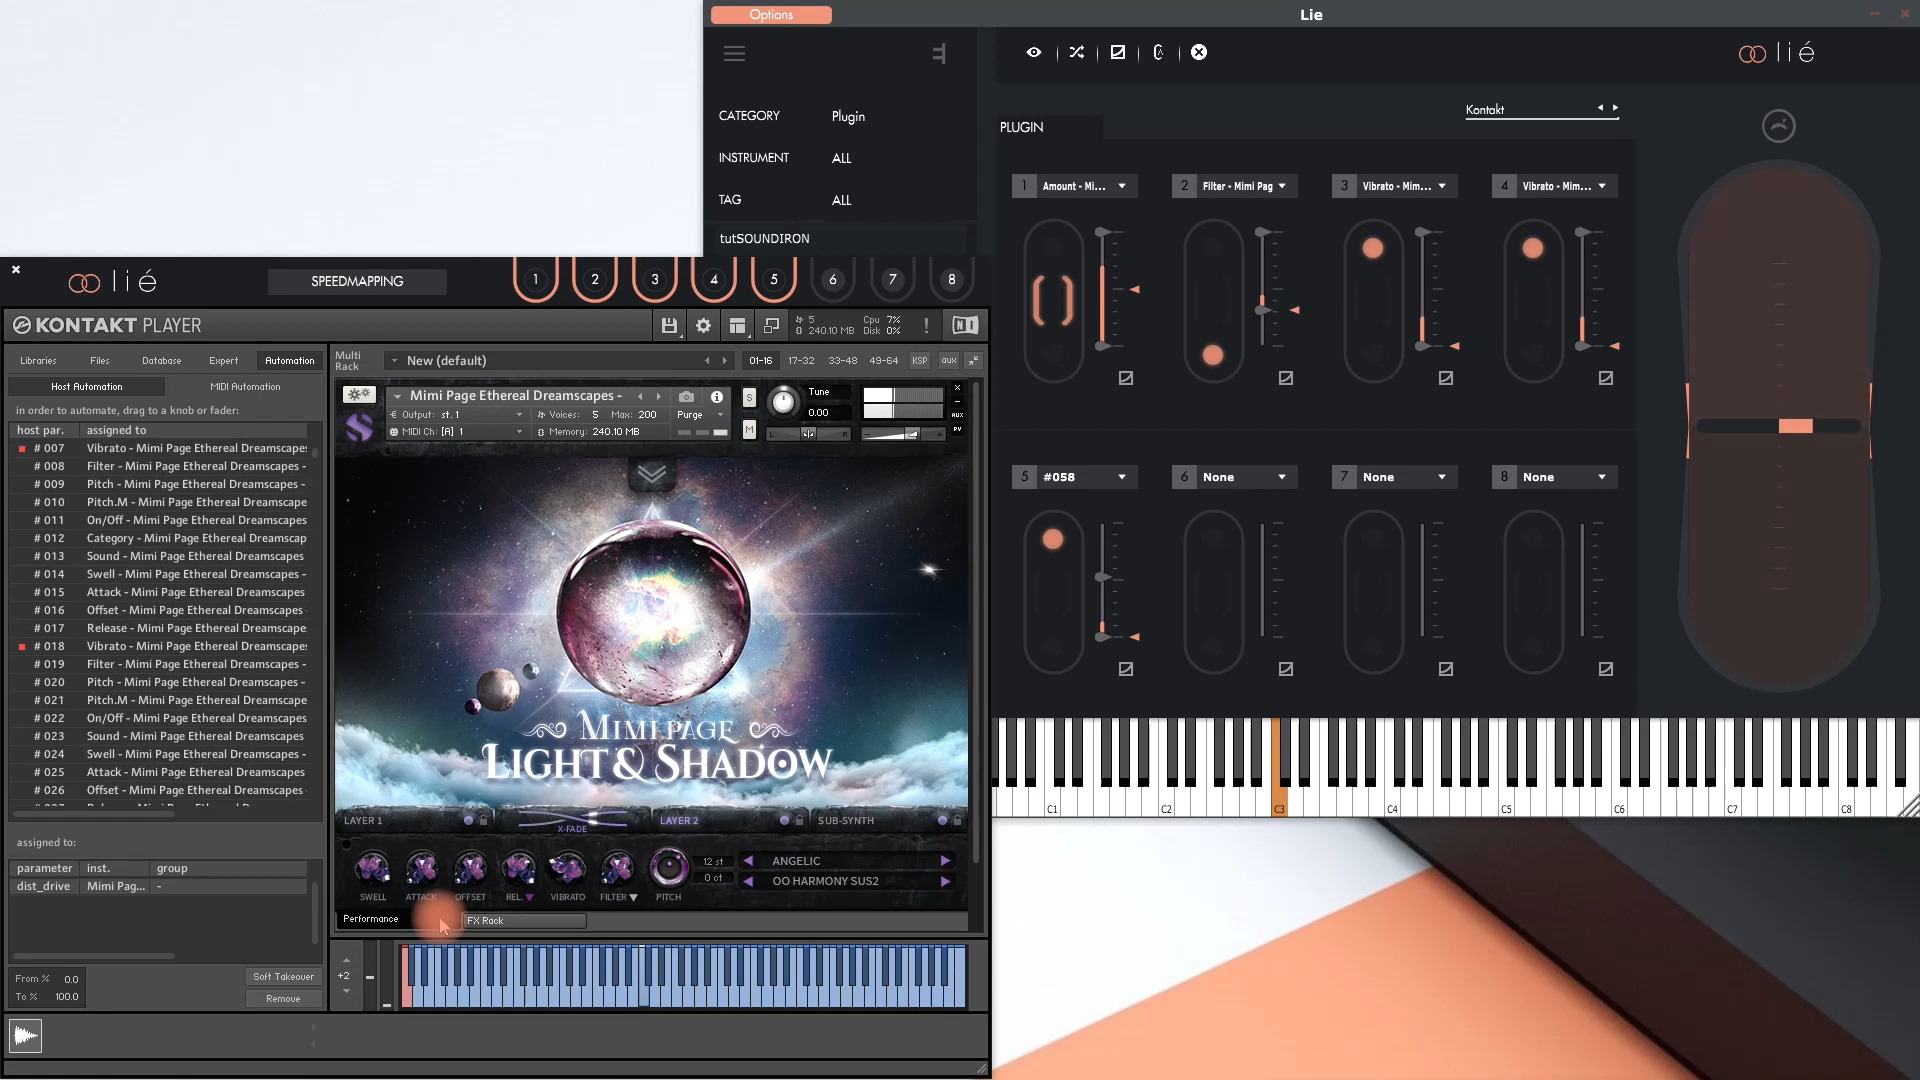 Options
Lie
lié
CATEGORY Plugin
INSTRUMENT ALL
TAG ALL
tutSOUNDIRON
Kontakt
PLUGIN
1 Amount - Mi...
2 Filter - Mimi Pag
3 Vibrato - Mim...
4 Vibrato - Mim...
5 #058
6 None
7 None
8 None
C1 C2 C3 C4 C5 C6 C7 C8
lié
SPEEDMAPPING
1 2 3 4 5 6 7 8
KONTAKT PLAYER
5
240.10 MB
Cpu 7%
Disk 0%
!
NI
Libraries Files Database Expert Automation
Host Automation MIDI Automation
in order to automate, drag to a knob or fader:
host par. assigned to
# 007 Vibrato - Mimi Page Ethereal Dreamscapes
# 008 Filter - Mimi Page Ethereal Dreamscapes -
# 009 Pitch - Mimi Page Ethereal Dreamscapes -
# 010 Pitch.M - Mimi Page Ethereal Dreamscape
# 011 On/Off - Mimi Page Ethereal Dreamscapes
# 012 Category - Mimi Page Ethereal Dreamscap
# 013 Sound - Mimi Page Ethereal Dreamscapes
# 014 Swell - Mimi Page Ethereal Dreamscapes -
# 015 Attack - Mimi Page Ethereal Dreamscapes
# 016 Offset - Mimi Page Ethereal Dreamscapes
# 017 Release - Mimi Page Ethereal Dreamscape
# 018 Vibrato - Mimi Page Ethereal Dreamscapes
# 019 Filter - Mimi Page Ethereal Dreamscapes -
# 020 Pitch - Mimi Page Ethereal Dreamscapes -
# 021 Pitch.M - Mimi Page Ethereal Dreamscape
# 022 On/Off - Mimi Page Ethereal Dreamscapes
# 023 Sound - Mimi Page Ethereal Dreamscapes
# 024 Swell - Mimi Page Ethereal Dreamscapes -
# 025 Attack - Mimi Page Ethereal Dreamscapes
# 026 Offset - Mimi Page Ethereal Dreamscapes
assigned to:
parameter inst. group
dist_drive Mimi Pag... -
From % 0.0
To % 100.0
Soft Takeover
Remove
Multi
Rack
New (default)
01-16 17-32 33-48 49-64 KSP aux
Mimi Page Ethereal Dreamscapes -
Output: st.1
Voices: 5 Max: 200
Purge
MIDI Ch: [A] 1
Memory: 240.10 MB
S
M
Tune
0.00
L R
AUX
PV
MIMI PAGE
LIGHT & SHADOW
LAYER 1
X-FADE
LAYER 2
SUB-SYNTH
12 st
0 ct
ANGELIC
OO HARMONY SUS2
SWELL ATTACK OFFSET REL. VIBRATO FILTER PITCH
Performance
FX Rack
+2